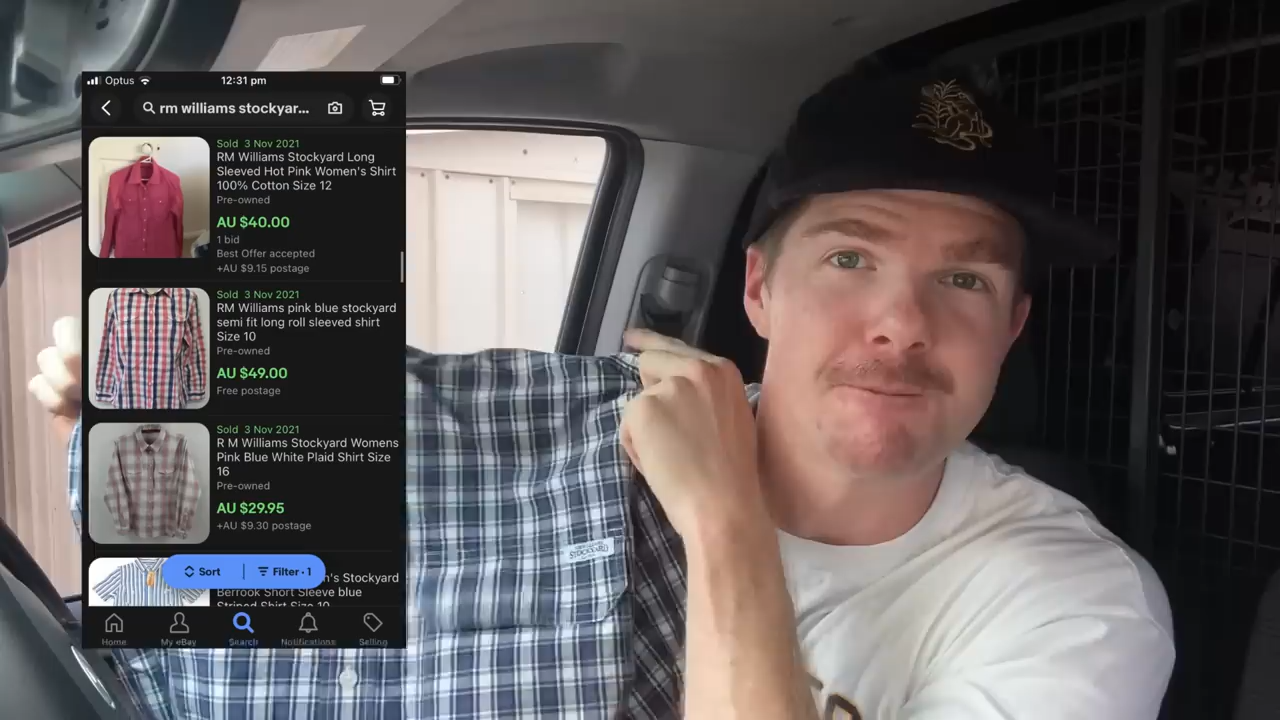 Optus
12:31 pm
rm williams stockyar...
Sold 3 Nov 2021
RM Williams Stockyard Long
Sleeved Hot Pink Women's Shirt
100% Cotton Size 12
Pre-owned
AU $40.00
1 bid
Best Offer accepted
+AU $9.15 postage
Sold 3 Nov 2021
RM Williams pink blue stockyard
semi fit long roll sleeved shirt
Size 10
Pre-owned
AU $49.00
Free postage
Sold 3 Nov 2021
R M Williams Stockyard Womens
Pink Blue White Plaid Shirt Size
16
Pre-owned
AU $29.95
+AU $9.30 postage
Sort
Filter · 1
n's Stockyard
Berrook Short Sleeve blue
Striped Shirt Size 10
Home
My eBay
Search
Notifications
Selling